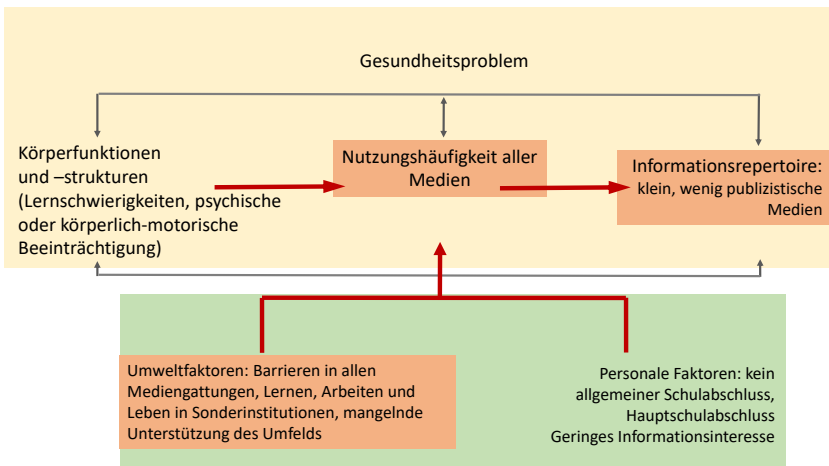 Gesundheitsproblem
Körperfunktionen
und –strukturen
(Lernschwierigkeiten, psychische
oder körperlich-motorische
Beeinträchtigung)
Nutzungshäufigkeit aller
Medien
Informationsrepertoire:
klein, wenig publizistische
Medien
Umweltfaktoren: Barrieren in allen
Mediengattungen, Lernen, Arbeiten und
Leben in Sonderinstitutionen, mangelnde
Unterstützung des Umfelds
Personale Faktoren: kein
allgemeiner Schulabschluss,
Hauptschulabschluss
Geringes Informationsinteresse